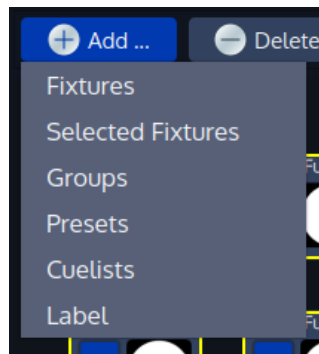 Add ... Delete
Fixtures
Selected Fixtures
Groups
Presets
Cuelists
Label